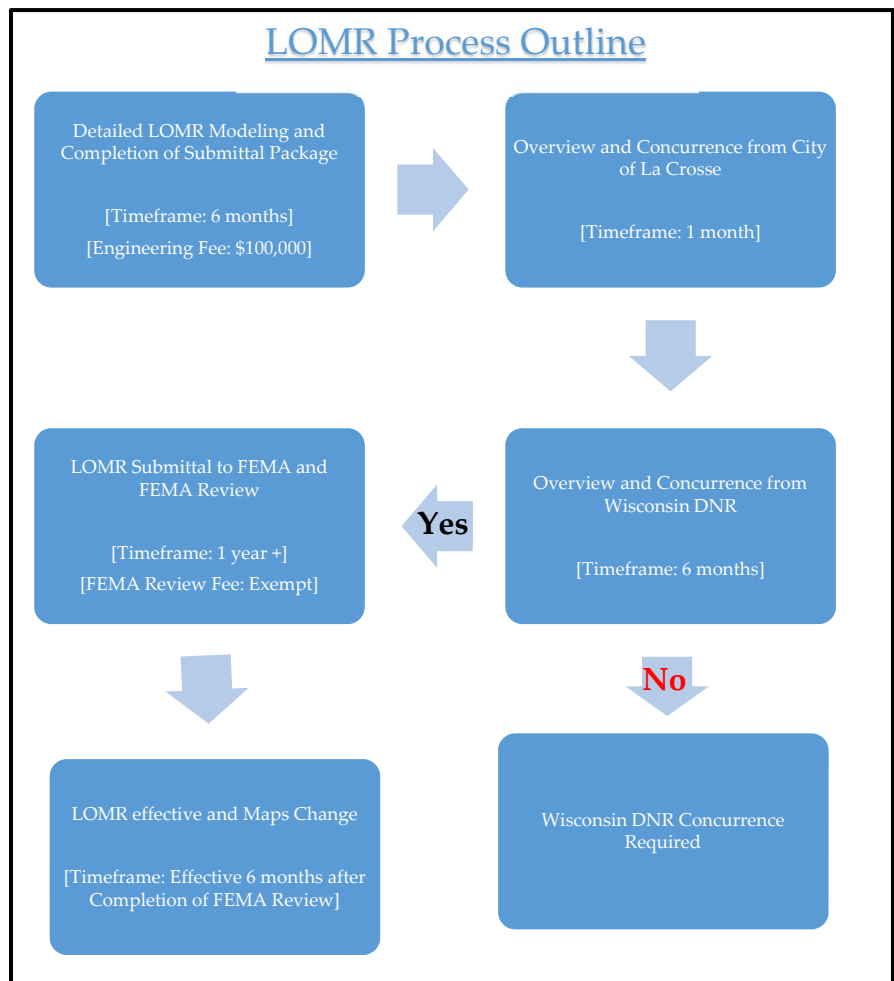 LOMR Process Outline
Detailed LOMR Modeling and
Completion of Submittal Package
[Timeframe: 6 months]
[Engineering Fee: $100,000]
Overview and Concurrence from City
of La Crosse
[Timeframe: 1 month]
Overview and Concurrence from
Wisconsin DNR
[Timeframe: 6 months]
Yes
LOMR Submittal to FEMA and
FEMA Review
[Timeframe: 1 year +]
[FEMA Review Fee: Exempt]
No
LOMR effective and Maps Change
[Timeframe: Effective 6 months after
Completion of FEMA Review]
Wisconsin DNR Concurrence
Required